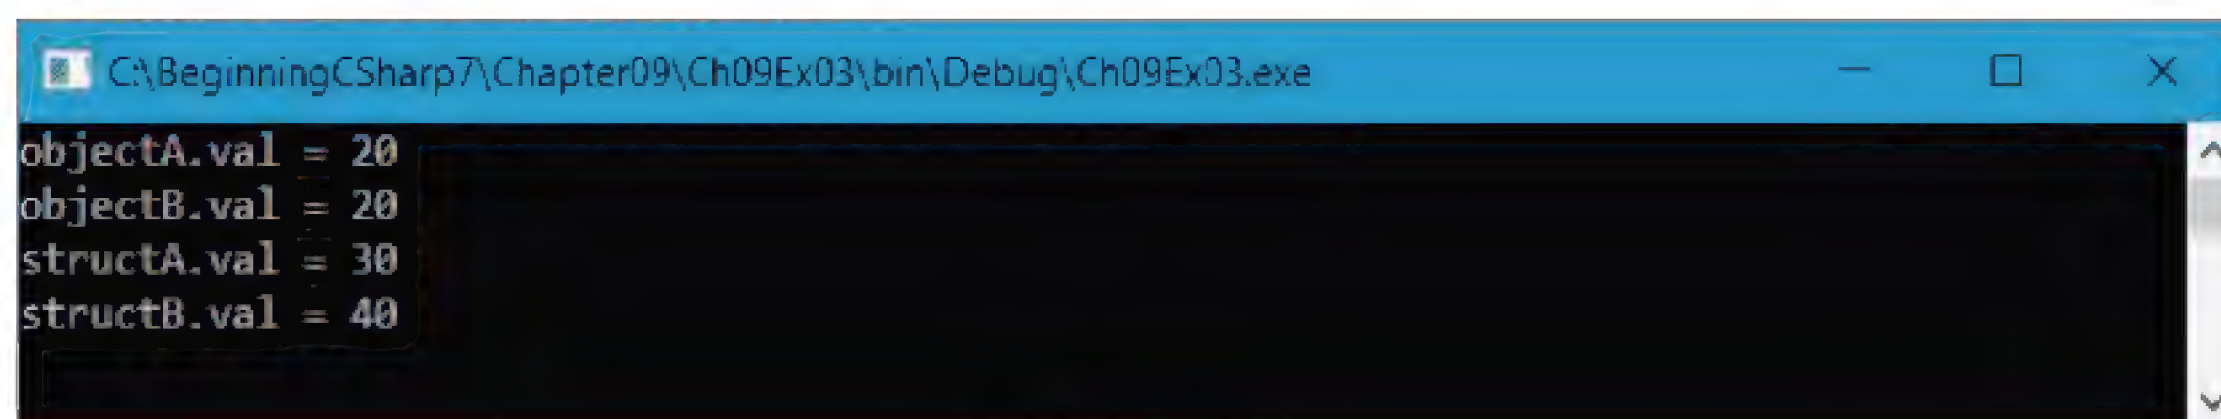 C:\BeginningCSharp7\Chapter09\Ch09Ex03\bin\Debug\Ch09Ex03.exe
objectA.val = 20
objectB.val = 20
structA.val = 30
structB.val = 40